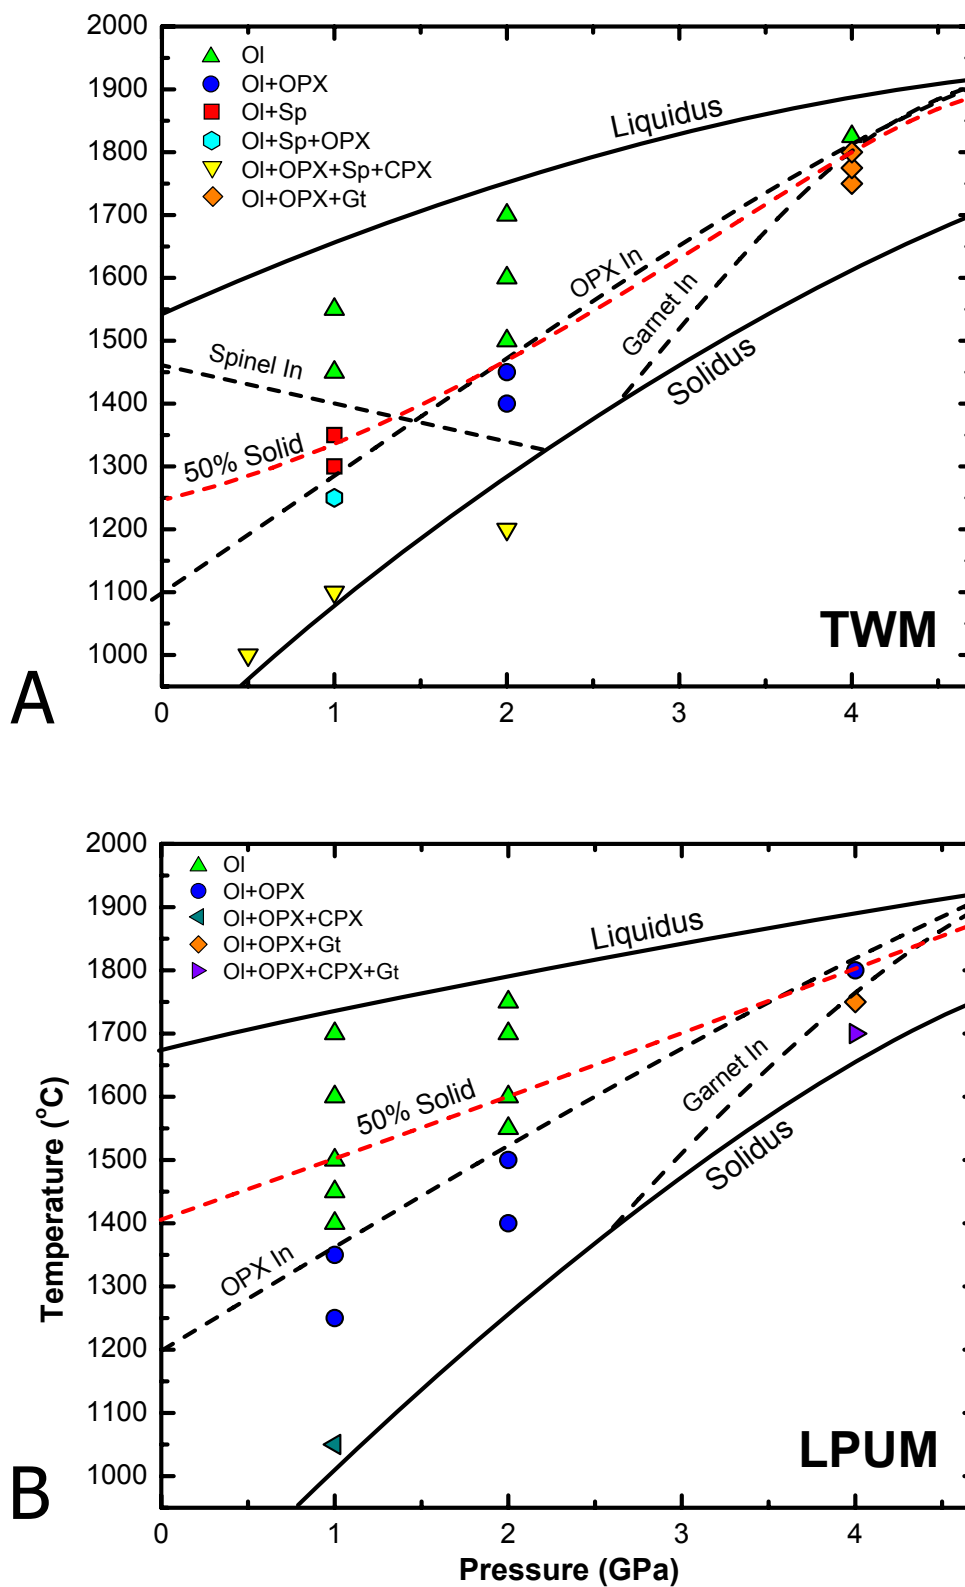 2000
1900
1800
1700
1600
1500
1400
1300
1200
1100
1000
Ol
Ol+OPX
Ol+Sp
Ol+Sp+OPX
Ol+OPX+Sp+CPX
Ol+OPX+Gt
Liquidus
OPX In
Garnet In
Spinel In
Solidus
50% Solid
TWM
A
0 1 2 3 4
2000
1900
1800
1700
1600
1500
1400
1300
1200
1100
1000
Temperature (°C)
Ol
Ol+OPX
Ol+OPX+CPX
Ol+OPX+Gt
Ol+OPX+CPX+Gt
Liquidus
50% Solid
Garnet In
Solidus
OPX In
LPUM
B
0 1 2 3 4
Pressure (GPa)